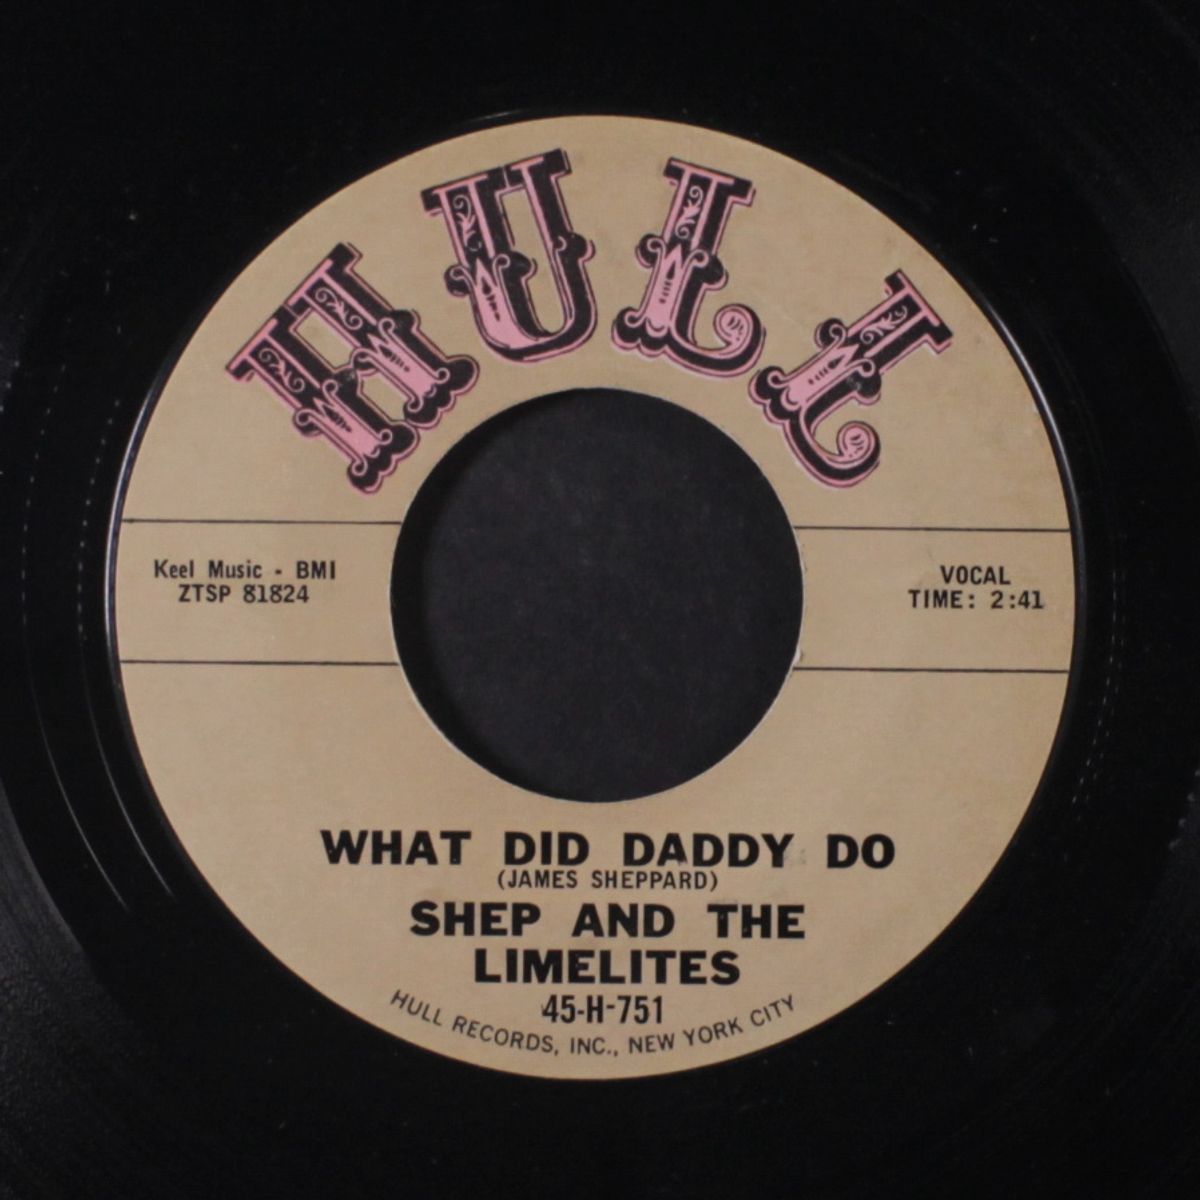 HULL
Keel Music - BMI
ZTSP 81824
VOCAL
TIME: 2:41
WHAT DID DADDY DO
(JAMES SHEPPARD)
SHEP AND THE
LIMELITES
45-H-751
HULL RECORDS, INC., NEW YORK CITY